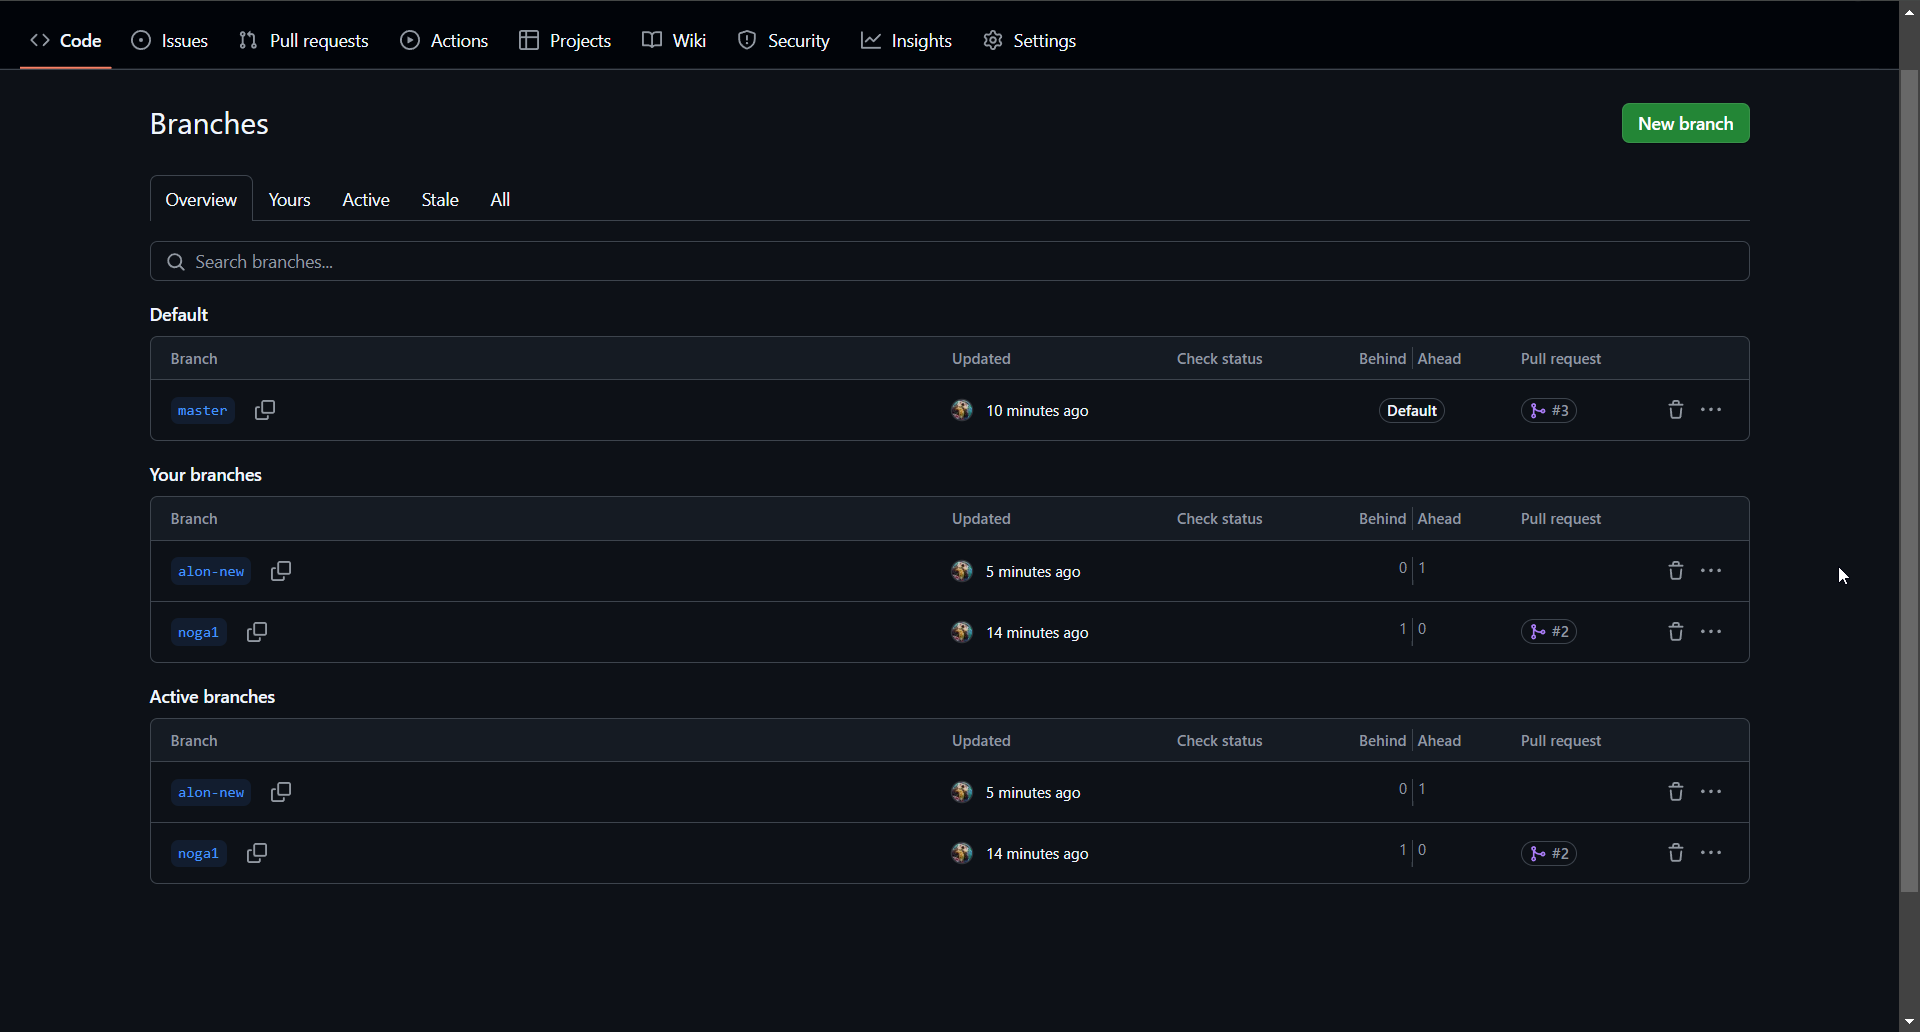 Code Issues Pull requests Actions Projects Wiki Security Insights Settings
Branches New branch
Overview Yours Active Stale All
Search branches...
Default
Branch Updated Check status Behind Ahead Pull request
master 10 minutes ago Default #3
Your branches
Branch Updated Check status Behind Ahead Pull request
alon-new 5 minutes ago 0 1
noga1 14 minutes ago 1 0 #2
Active branches
Branch Updated Check status Behind Ahead Pull request
alon-new 5 minutes ago 0 1
noga1 14 minutes ago 1 0 #2